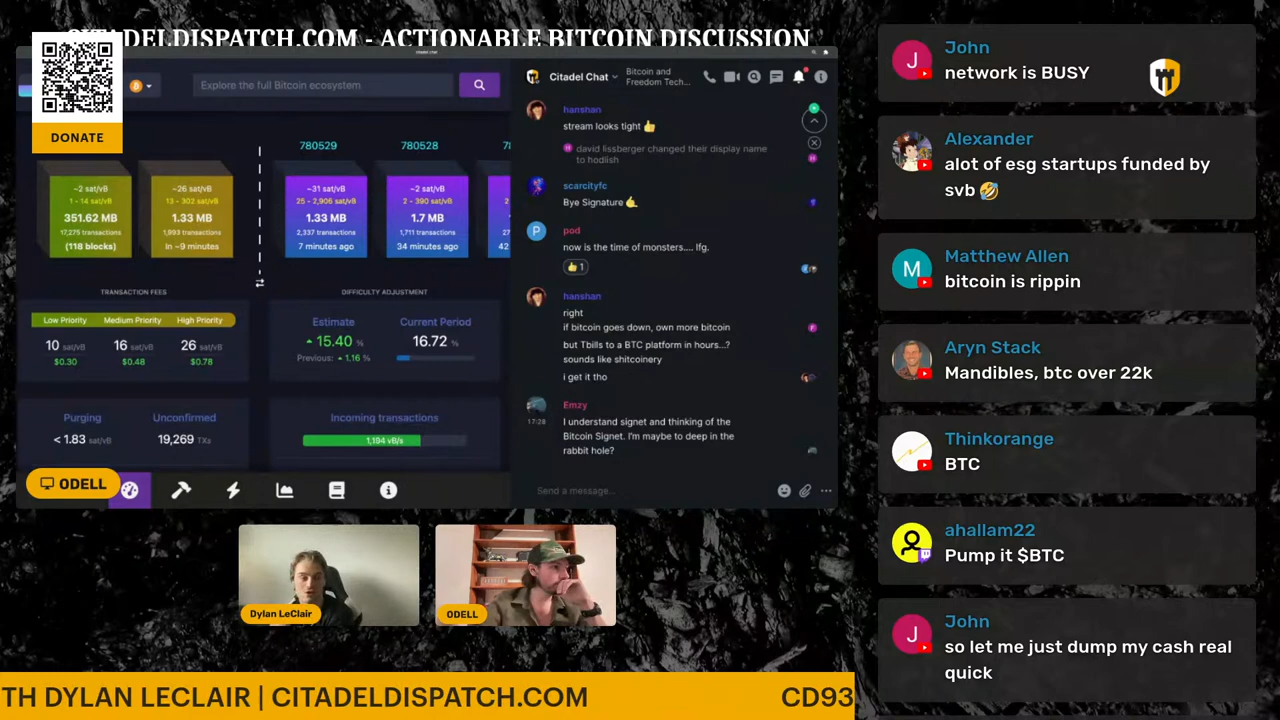 CITADELDISPATCH.COM - ACTIONABLE BITCOIN DISCUSSION
DONATE
Explore the full Bitcoin ecosystem
780529
780528
~2 sat/vB
1 - 14 sat/vB
351.62 MB
17,275 transactions
(118 blocks)
~26 sat/vB
13 - 302 sat/vB
1.33 MB
1,993 transactions
In ~9 minutes
~31 sat/vB
25 - 2,906 sat/vB
1.33 MB
2,337 transactions
7 minutes ago
~2 sat/vB
2 - 390 sat/vB
1.7 MB
1,711 transactions
34 minutes ago
42
TRANSACTION FEES
Low Priority Medium Priority High Priority
10 sat/vB 16 sat/vB 26 sat/vB
$0.30 $0.48 $0.78
DIFFICULTY ADJUSTMENT
Estimate Current Period
15.40 % 16.72 %
Previous: 1.16 %
Purging Unconfirmed
< 1.83 sat/vB 19,269 TXs
Incoming transactions
1,194 vB/s
ODELL
Citadel Chat
Bitcoin and
Freedom Tech...
hanshan
stream looks tight 👍
david lissberger changed their display name
to hodlish
scarcityfc
Bye Signature
P
pod
now is the time of monsters.... lfg.
👍 1
hanshan
right
if bitcoin goes down, own more bitcoin
but Tbills to a BTC platform in hours...?
sounds like shitcoinery
i get it tho
Emzy
17:28
I understand signet and thinking of the
Bitcoin Signet. I'm maybe to deep in the
rabbit hole?
Send a message...
Dylan LeClair
ODELL
TH DYLAN LECLAIR | CITADELDISPATCH.COM
CD93
J
John
network is BUSY
Alexander
alot of esg startups funded by
svb 🤣
M
Matthew Allen
bitcoin is rippin
Aryn Stack
Mandibles, btc over 22k
Thinkorange
BTC
ahallam22
Pump it $BTC
J
John
so let me just dump my cash real
quick